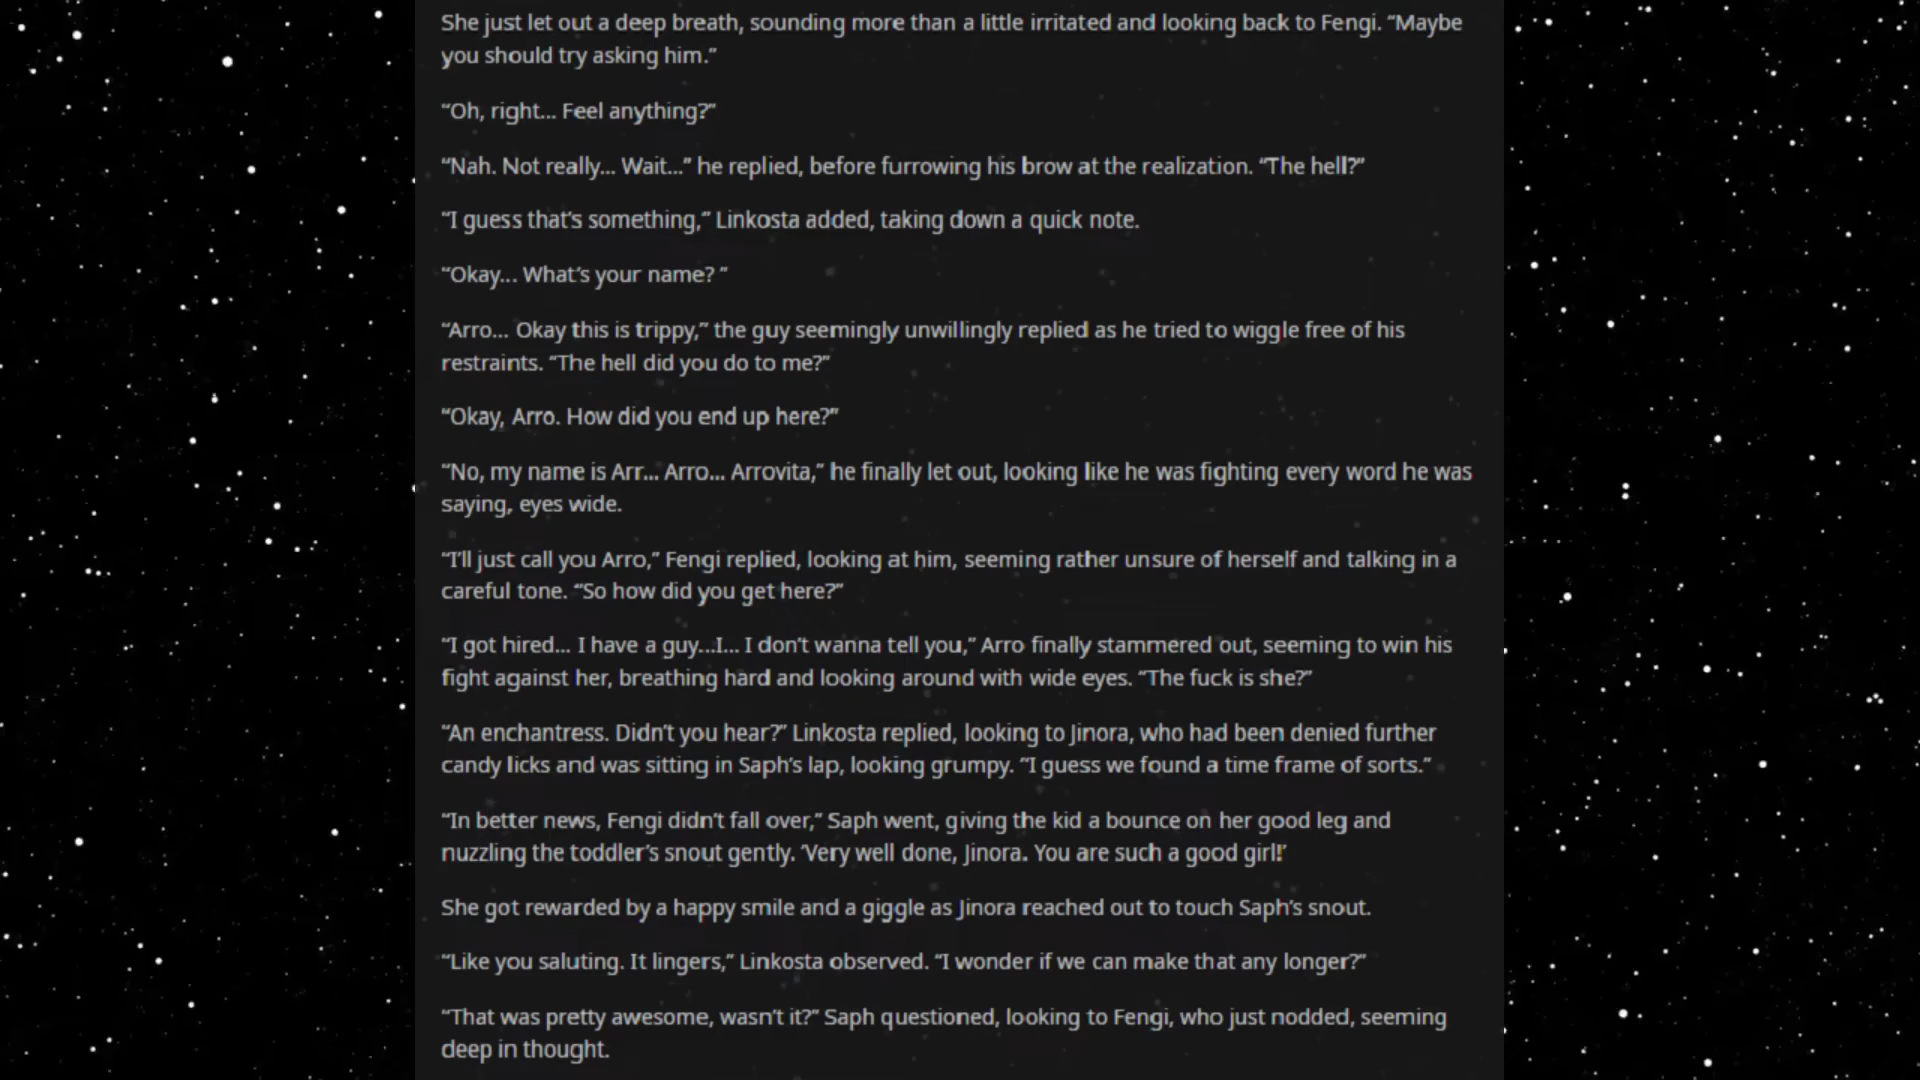 She just let out a deep breath, sounding more than a little irritated and looking back to Fengi. “Maybe
you should try asking him.”
“Oh, right... Feel anything?”
“Nah. Not really... Wait...” he replied, before furrowing his brow at the realization. “The hell?”
“I guess that’s something,” Linkosta added, taking down a quick note.
“Okay... What’s your name? ”
“Arro... Okay this is trippy,” the guy seemingly unwillingly replied as he tried to wiggle free of his
restraints. “The hell did you do to me?”
“Okay, Arro. How did you end up here?”
“No, my name is Arr... Arro... Arrovita,” he finally let out, looking like he was fighting every word he was
saying, eyes wide.
“I’ll just call you Arro,” Fengi replied, looking at him, seeming rather unsure of herself and talking in a
careful tone. “So how did you get here?”
“I got hired... I have a guy...I... I don’t wanna tell you,” Arro finally stammered out, seeming to win his
fight against her, breathing hard and looking around with wide eyes. “The fuck is she?”
“An enchantress. Didn’t you hear?” Linkosta replied, looking to Jinora, who had been denied further
candy licks and was sitting in Saph’s lap, looking grumpy. “I guess we found a time frame of sorts.”
“In better news, Fengi didn’t fall over,” Saph went, giving the kid a bounce on her good leg and
nuzzling the toddler’s snout gently. ‘Very well done, Jinora. You are such a good girl!’
She got rewarded by a happy smile and a giggle as Jinora reached out to touch Saph’s snout.
“Like you saluting. It lingers,” Linkosta observed. “I wonder if we can make that any longer?”
“That was pretty awesome, wasn’t it?” Saph questioned, looking to Fengi, who just nodded, seeming
deep in thought.